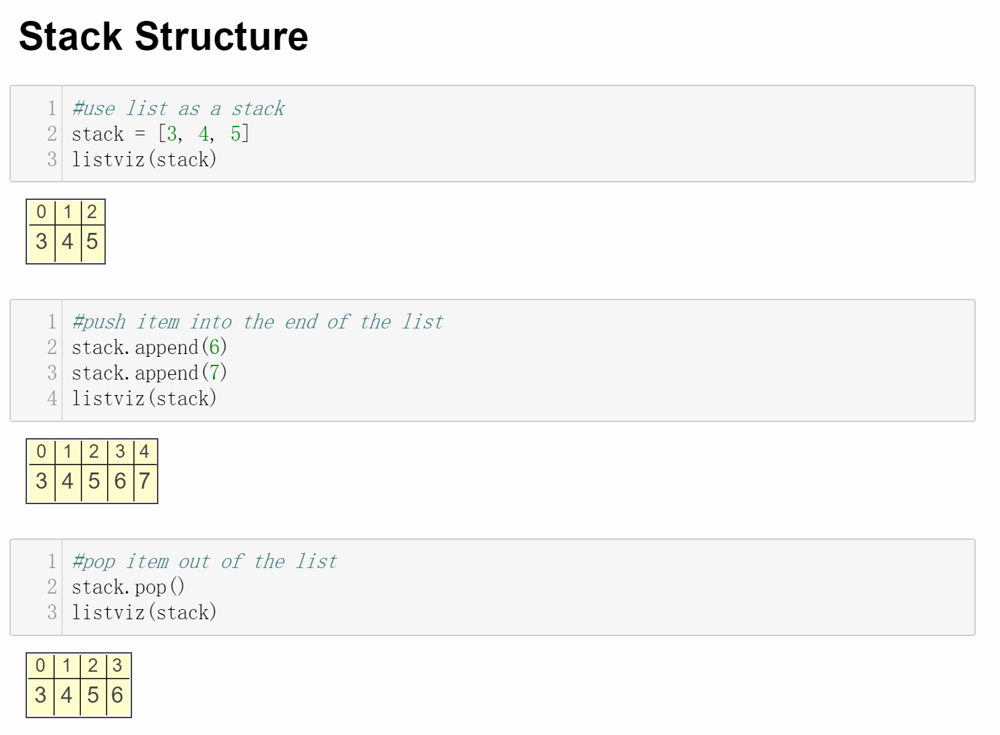 Stack Structure
1 #use list as a stack
2 stack = [3, 4, 5]
3 listviz(stack)
0 1 2
3 4 5
1 #push item into the end of the list
2 stack.append(6)
3 stack.append(7)
4 listviz(stack)
0 1 2 3 4
3 4 5 6 7
1 #pop item out of the list
2 stack.pop()
3 listviz(stack)
0 1 2 3
3 4 5 6